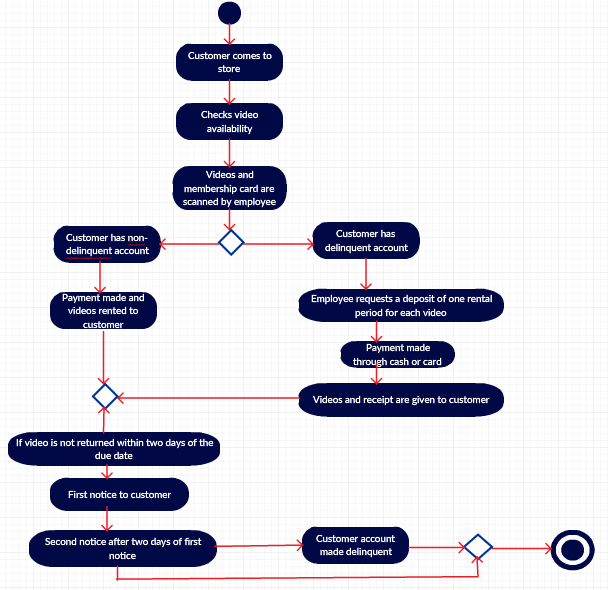 Customer comes to
store
Checks video
availability
Videos and
membership card are
scanned by employee
Customer has non-
delinquent account
Customer has
delinquent account
Payment made and
videos rented to
customer
Employee requests a deposit of one rental
period for each video
Payment made
through cash or card
Videos and receipt are given to customer
If video is not returned within two days of the
due date
First notice to customer
Second notice after two days of first
notice
Customer account
made delinquent